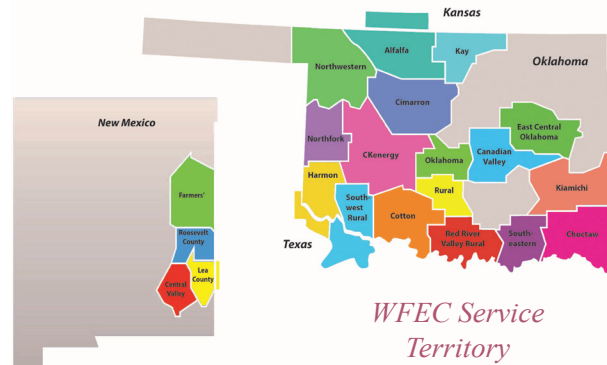 Kansas
Alfalfa
Kay
Northwestern
Oklahoma
Cimarron
New Mexico
East Central
Oklahoma
Northfork
CKenergy
Oklahoma
Canadian
Valley
Harmon
Kiamichi
Farmers'
Rural
South-
west
Rural
Cotton
Roosevelt
County
Texas
Red River
Valley Rural
South-
eastern
Choctaw
Lea
County
Central
Valley
WFEC Service
Territory